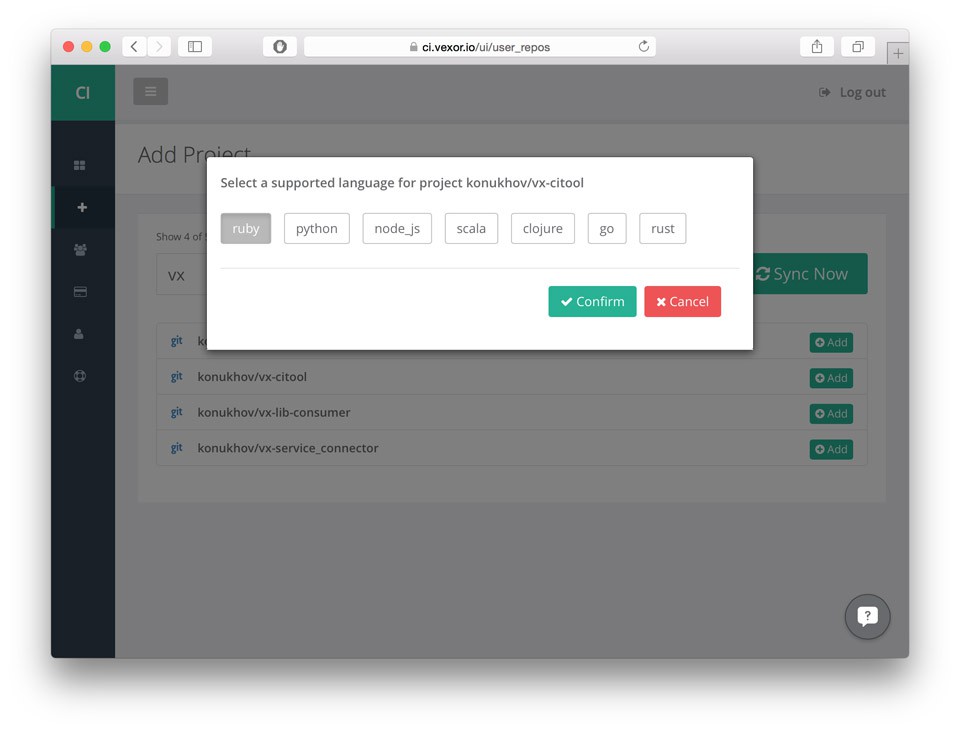 ci.vexor.io/ui/user_repos
CI
Log out
Add Project
Select a supported language for project konukhov/vx-citool
ruby python node_js scala clojure go rust
Show 4 of
vx
Sync Now
Confirm Cancel
git Add
git konukhov/vx-citool Add
git konukhov/vx-lib-consumer Add
git konukhov/vx-service_connector Add